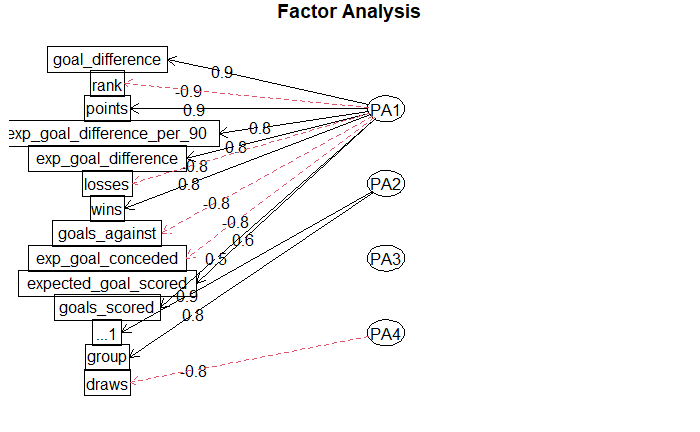 Factor Analysis
goal_difference
rank
points
exp_goal_difference_per_90
exp_goal_difference
losses
wins
goals_against
exp_goal_conceded
expected_goal_scored
goals_scored
...1
group
draws
0.9
-0.9
0.9
0.8
0.8
-0.8
0.8
-0.8
-0.8
0.6
0.5
0.9
0.8
-0.8
PA1
PA2
PA3
PA4